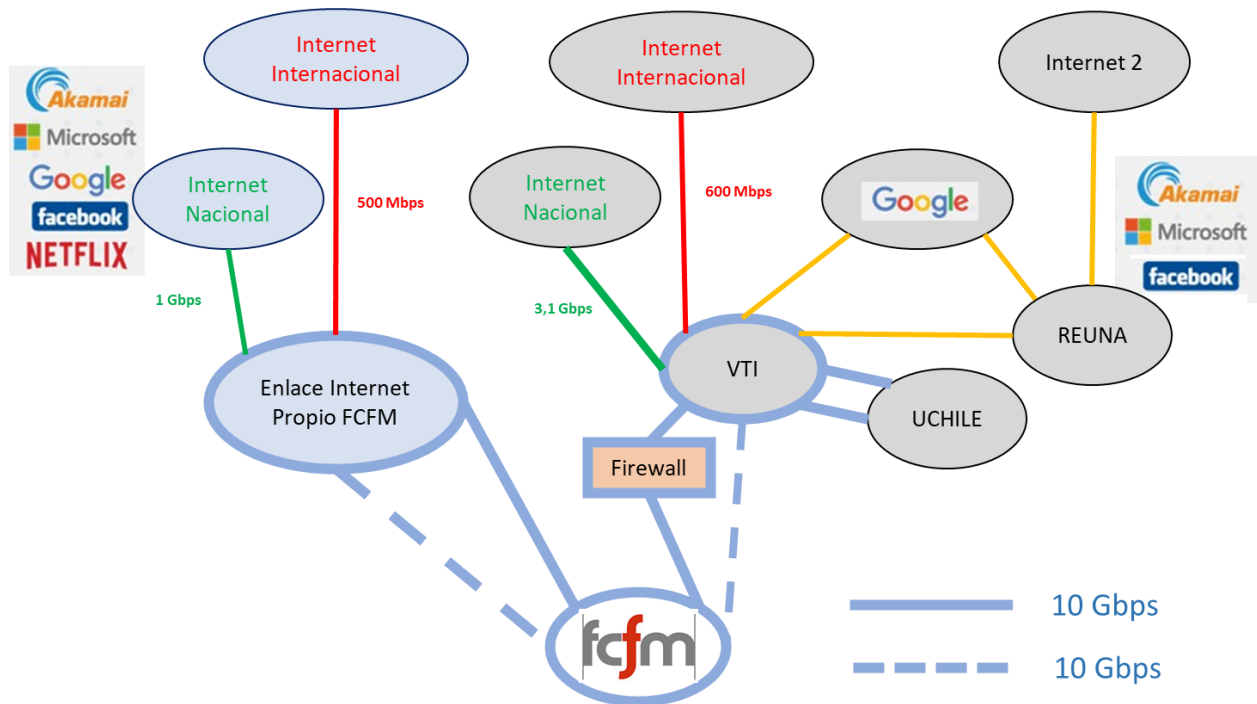 Internet
Internacional
Internet
Internacional
Internet 2
Akamai
Microsoft
Google
facebook
NETFLIX
Internet
Nacional
500 Mbps
Internet
Nacional
600 Mbps
Google
Akamai
Microsoft
facebook
1 Gbps
3,1 Gbps
REUNA
VTI
Enlace Internet
Propio FCFM
UCHILE
Firewall
10 Gbps
fcfm
10 Gbps